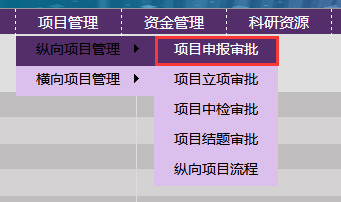 项目管理 资金管理 科研资源
纵向项目管理 项目申报审批
横向项目管理 项目立项审批
项目中检审批
项目结题审批
纵向项目流程